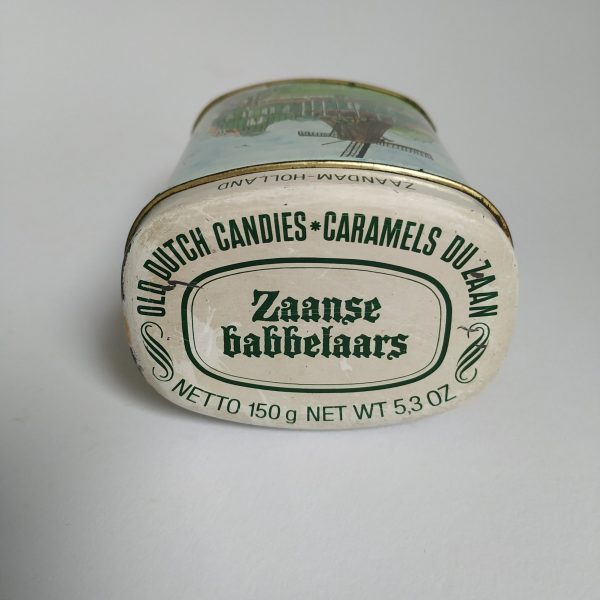 ZAANDAM-HOLLAND
OLD DUTCH CANDIES*CARAMELS DU ZAAN
Zaanse
babbelaars
NETTO 150 g NET WT 5,3 OZ